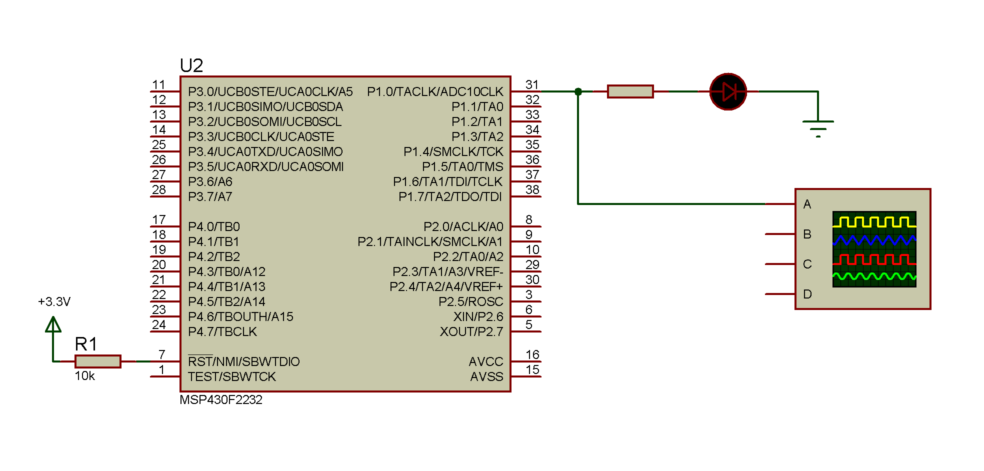 U2
11 P3.0/UCB0STE/UCA0CLK/A5 P1.0/TACLK/ADC10CLK 31
12 P3.1/UCB0SIMO/UCB0SDA P1.1/TA0 32
13 P3.2/UCB0SOMI/UCB0SCL P1.2/TA1 33
14 P3.3/UCB0CLK/UCA0STE P1.3/TA2 34
25 P3.4/UCA0TXD/UCA0SIMO P1.4/SMCLK/TCK 35
26 P3.5/UCA0RXD/UCA0SOMI P1.5/TA0/TMS 36
27 P3.6/A6 P1.6/TA1/TDI/TCLK 37
28 P3.7/A7 P1.7/TA2/TDO/TDI 38
17 P4.0/TB0 P2.0/ACLK/A0 8
18 P4.1/TB1 P2.1/TAINCLK/SMCLK/A1 9
19 P4.2/TB2 P2.2/TA0/A2 10
20 P4.3/TB0/A12 P2.3/TA1/A3/VREF- 29
21 P4.4/TB1/A13 P2.4/TA2/A4/VREF+ 30
22 P4.5/TB2/A14 P2.5/ROSC 3
23 P4.6/TBOUTH/A15 XIN/P2.6 6
24 P4.7/TBCLK XOUT/P2.7 5
7 RST/NMI/SBWTDIO AVCC 16
1 TEST/SBWTCK AVSS 15
MSP430F2232
+3.3V
R1
10k
A
B
C
D